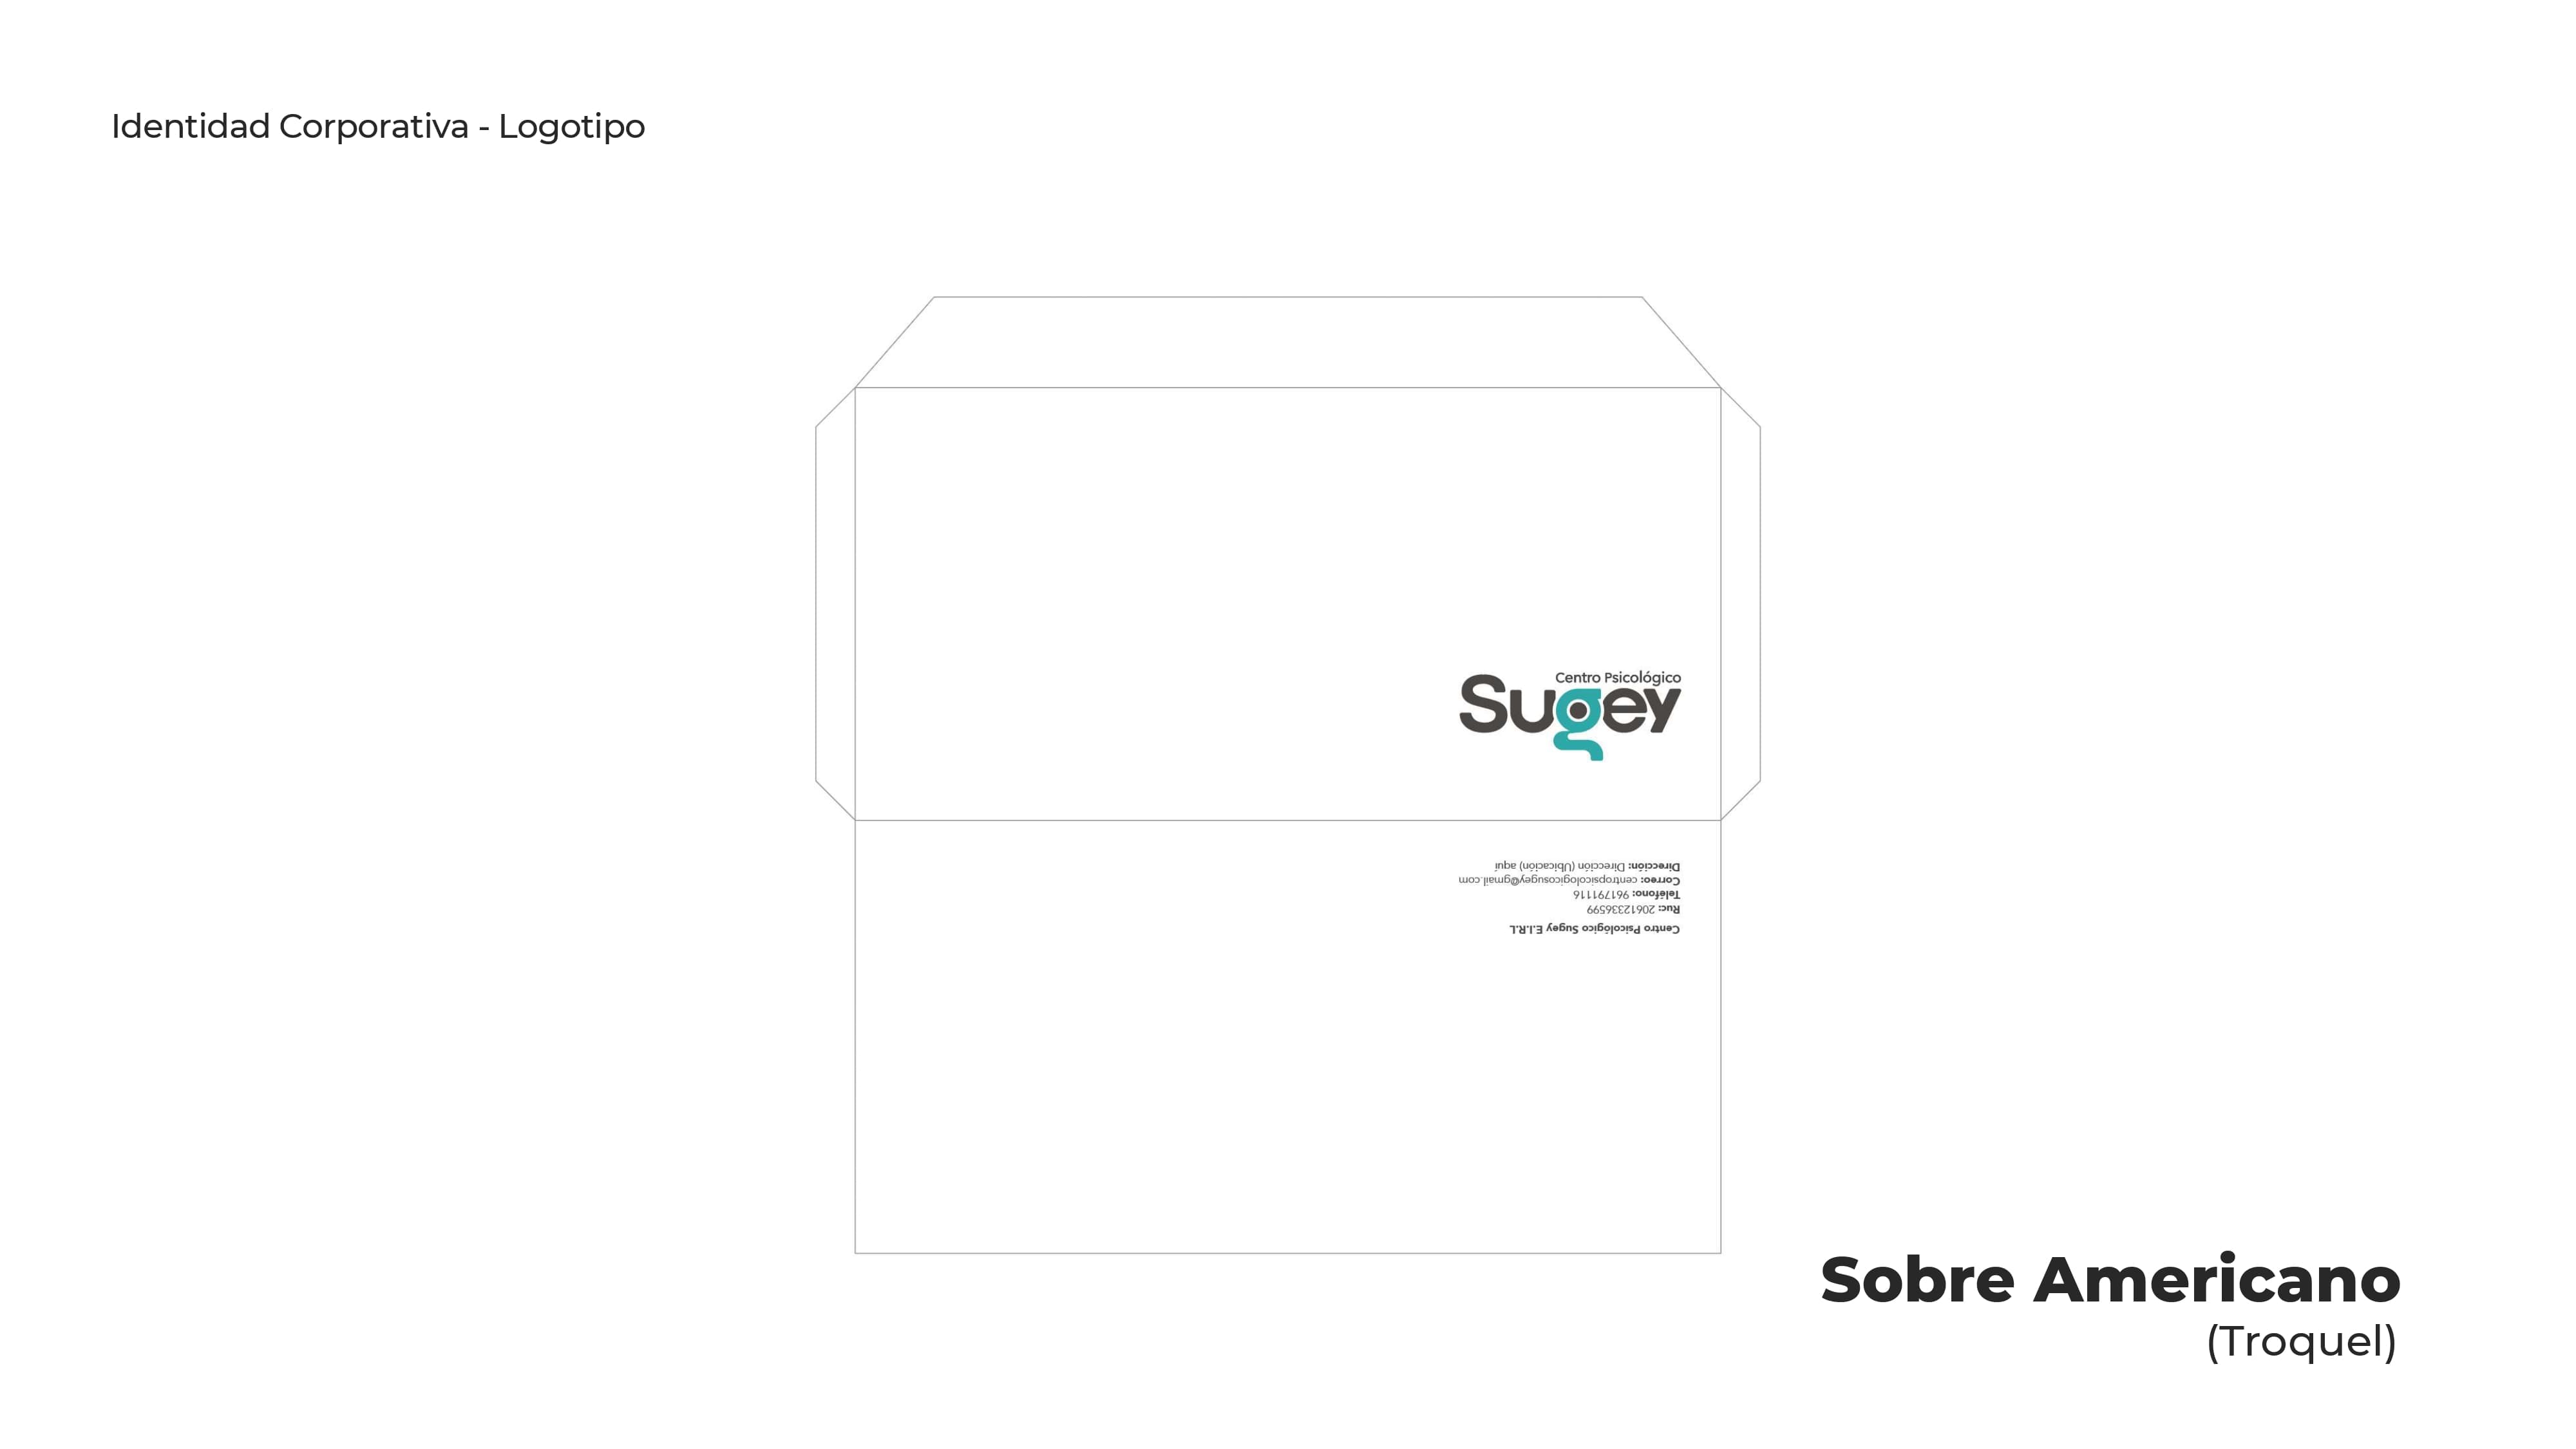 Identidad Corporativa - Logotipo
Centro Psicológico
Sugey
Centro Psicológico Sugey E.I.R.L
Ruc: 20612336599
Teléfono: 961791116
Correo: centropsicologicosugey@gmail.com
Dirección: Dirección (Ubicación) aquí
Sobre Americano
(Troquel)